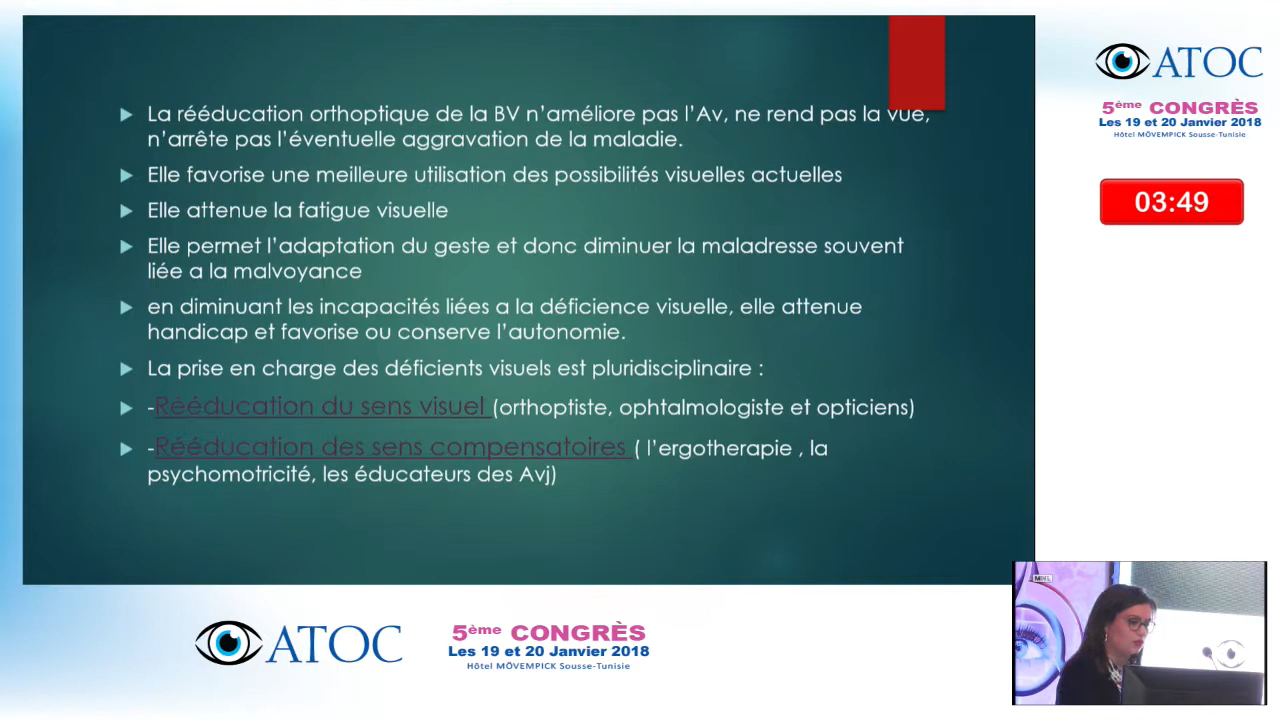 La rééducation orthoptique de la BV n'améliore pas l'Av, ne rend pas la vue,
n'arrête pas l'éventuelle aggravation de la maladie.
Elle favorise une meilleure utilisation des possibilités visuelles actuelles
Elle attenue la fatigue visuelle
Elle permet l'adaptation du geste et donc diminuer la maladresse souvent
liée a la malvoyance
en diminuant les incapacités liées a la déficience visuelle, elle attenue
handicap et favorise ou conserve l'autonomie.
La prise en charge des déficients visuels est pluridisciplinaire :
-Rééducation du sens visuel (orthoptiste, ophtalmologiste et opticiens)
-Rééducation des sens compensatoires ( l'ergotherapie , la
psychomotricité, les éducateurs des Avj)
ATOC
5ème CONGRÈS
Les 19 et 20 Janvier 2018
Hôtel MÖVEMPICK Sousse-Tunisie
03:49
ATOC
5ème CONGRÈS
Les 19 et 20 Janvier 2018
Hôtel MÖVEMPICK Sousse-Tunisie